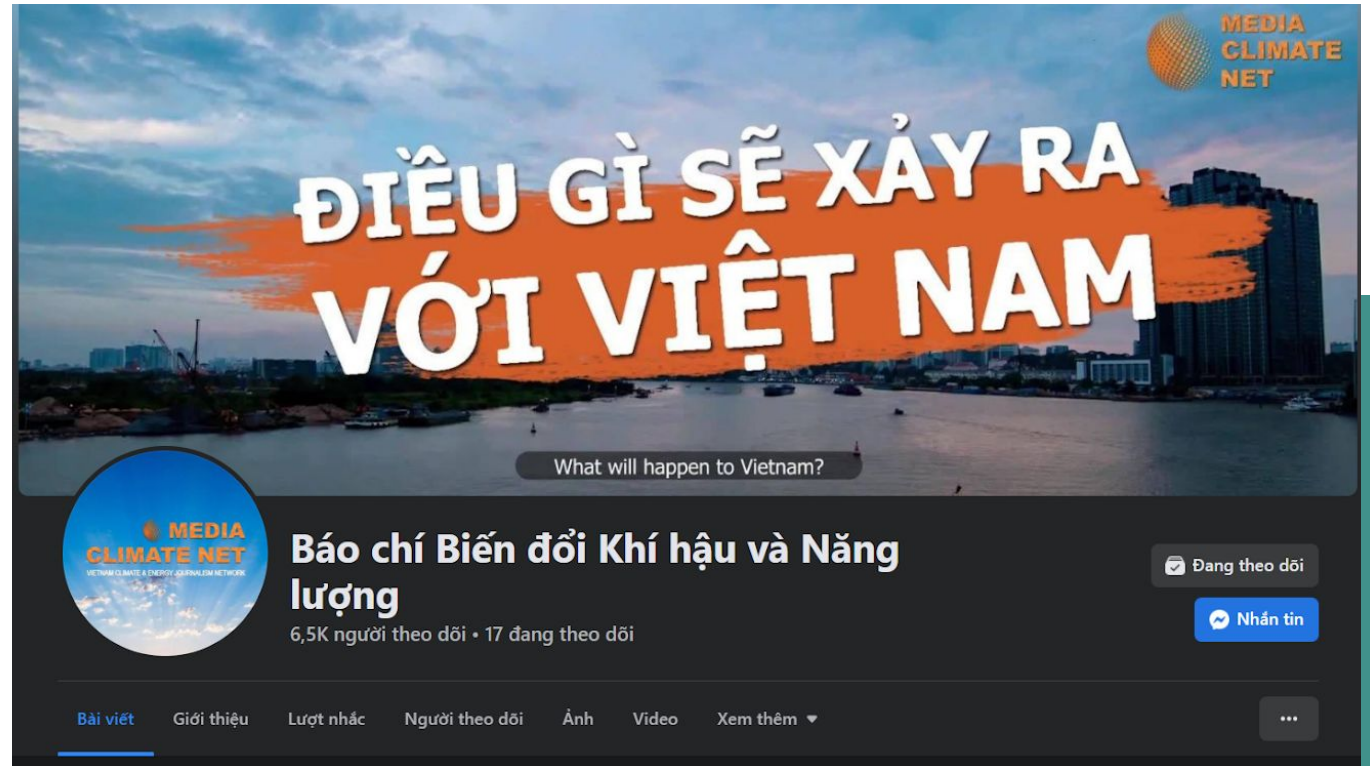 MEDIA
CLIMATE
NET
ĐIỀU GÌ SẼ XẢY RA
VỚI VIỆT NAM
What will happen to Vietnam?
MEDIA
CLIMATE NET
VIETNAM CLIMATE & ENERGY JOURNALISM NETWORK
Báo chí Biến đổi Khí hậu và Năng
lượng
6,5K người theo dõi • 17 đang theo dõi
Đang theo dõi
Nhắn tin
Bài viết Giới thiệu Lượt nhắc Người theo dõi Ảnh Video Xem thêm